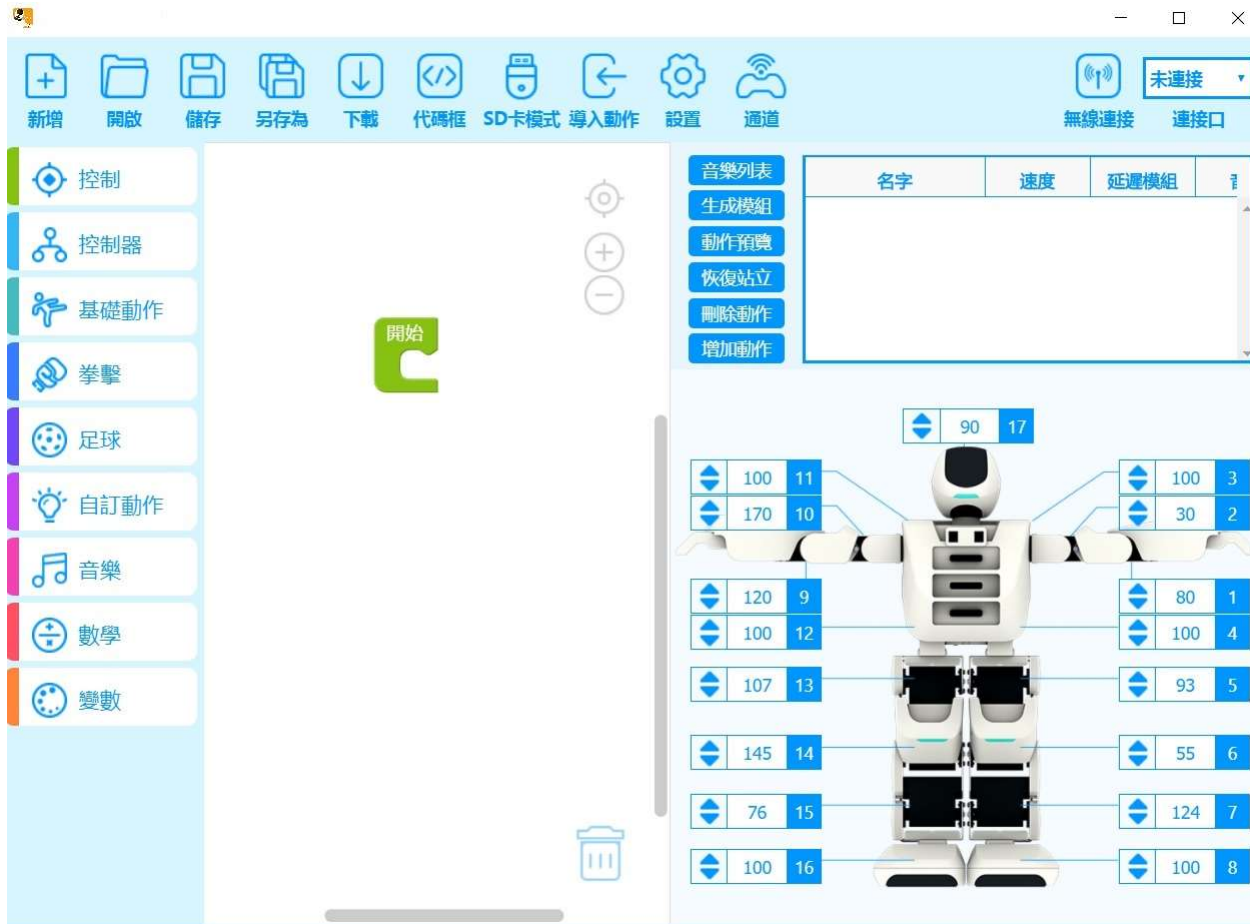 未連接
新增 開啟 儲存 另存為 下載 代碼框 SD卡模式 導入動作 設置 通道 無線連接 連接口
控制
控制器
基礎動作
拳擊
足球
自訂動作
音樂
數學
變數
開始
音樂列表
生成模組
動作預覽
恢復站立
刪除動作
增加動作
名字 速度 延遲模組
90 17
100 11 100 3
170 10 30 2
120 9 80 1
100 12 100 4
107 13 93 5
145 14 55 6
76 15 124 7
100 16 100 8